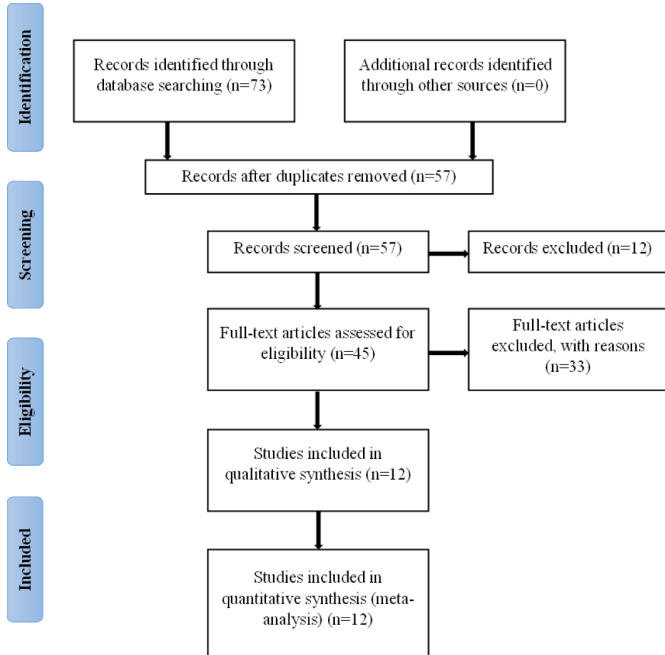 Identification
Records identified through
database searching (n=73)
Additional records identified
through other sources (n=0)
Records after duplicates removed (n=57)
Screening
Records screened (n=57)
Records excluded (n=12)
Eligibility
Full-text articles assessed for
eligibility (n=45)
Full-text articles
excluded, with reasons
(n=33)
Studies included in
qualitative synthesis (n=12)
Included
Studies included in
quantitative synthesis (meta-
analysis) (n=12)